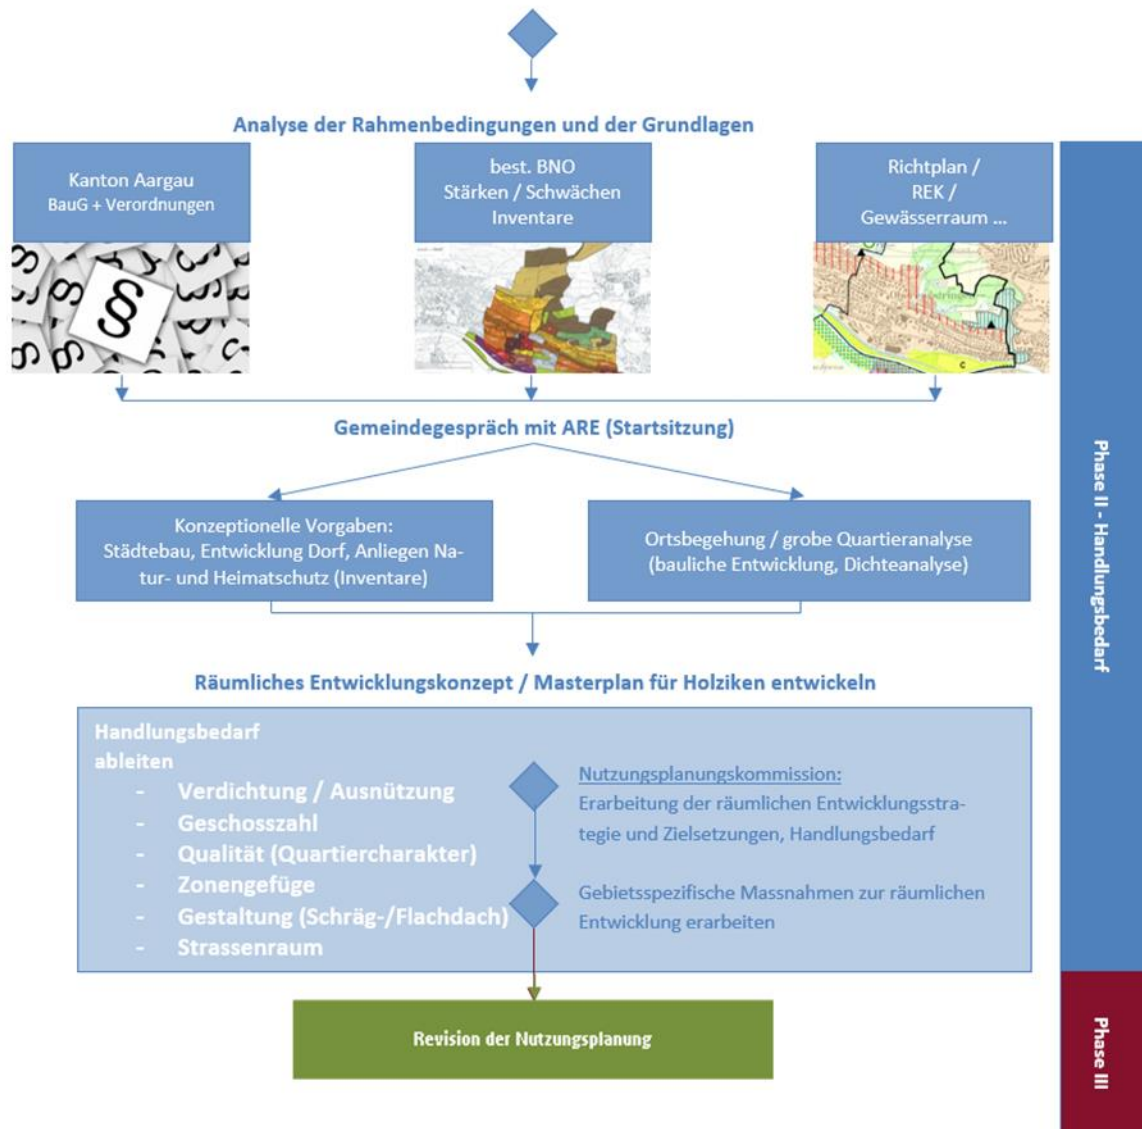 Analyse der Rahmenbedingungen und der Grundlagen
Kanton Aargau
BauG + Verordnungen
best. BNO
Stärken / Schwächen
Inventare
Richtplan /
REK /
Gewässerraum ...
§
Gemeindegespräch mit ARE (Startsitzung)
Konzeptionelle Vorgaben:
Städtebau, Entwicklung Dorf, Anliegen Na-
tur- und Heimatschutz (Inventare)
Ortsbegehung / grobe Quartieranalyse
(bauliche Entwicklung, Dichteanalyse)
Räumliches Entwicklungskonzept / Masterplan für Holziken entwickeln
Handlungsbedarf
ableiten
- Verdichtung / Ausnützung
- Geschosszahl
- Qualität (Quartiercharakter)
- Zonengefüge
- Gestaltung (Schräg-/Flachdach)
- Strassenraum
Nutzungsplanungskommission:
Erarbeitung der räumlichen Entwicklungsstra-
tegie und Zielsetzungen, Handlungsbedarf
Gebietsspezifische Massnahmen zur räumlichen
Entwicklung erarbeiten
Revision der Nutzungsplanung
Phase II - Handlungsbedarf
Phase III